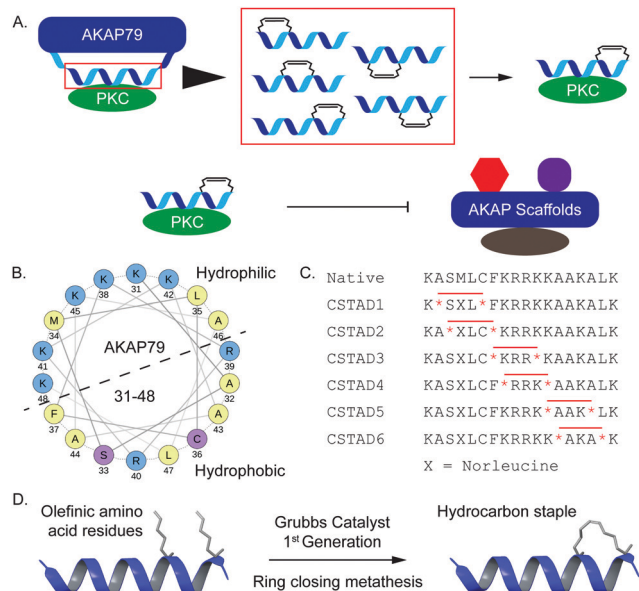 A.
AKAP79
PKC
PKC
PKC
AKAP Scaffolds
B.
Hydrophilic
K 31
K 42
L 35
A 46
R 39
A 32
A 43
C 36
L 47
R 40
S 33
A 44
F 37
K 48
K 41
M 34
K 45
K 38
AKAP79
31-48
Hydrophobic
C.
Native KASMLCFKRRKKAAKALK
CSTAD1 K*SXL*FKRRKKAAKALK
CSTAD2 KA*XLC*KRRKKAAKALK
CSTAD3 KASXLC*KRR*KAAKALK
CSTAD4 KASXLCF*RRK*AAKALK
CSTAD5 KASXLCFKRRK*AAK*LK
CSTAD6 KASXLCFKRRKK*AKA*K
X = Norleucine
D.
Olefinic amino
acid residues
Grubbs Catalyst
1st Generation
Ring closing metathesis
Hydrocarbon staple